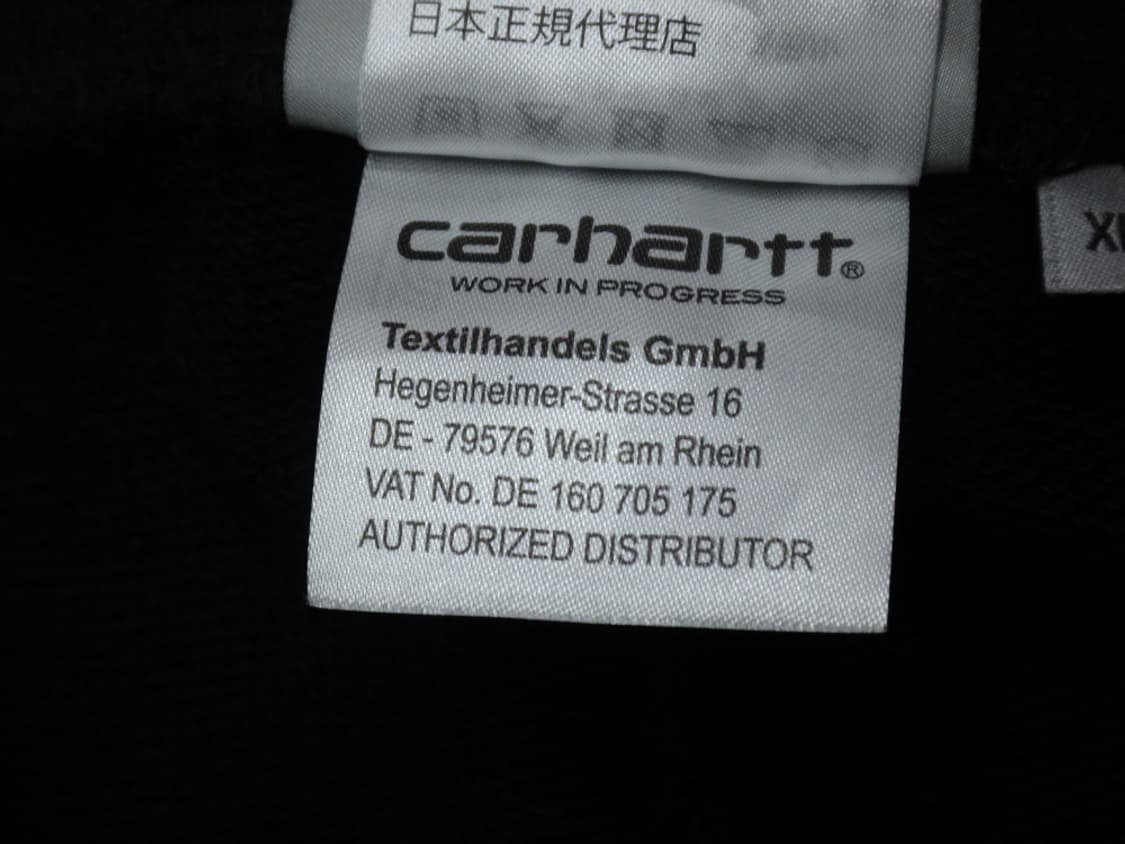 日本正規代理店
carhartt®
WORK IN PROGRESS
Textilhandels GmbH
Hegenheimer-Strasse 16
DE - 79576 Weil am Rhein
VAT No. DE 160 705 175
AUTHORIZED DISTRIBUTOR